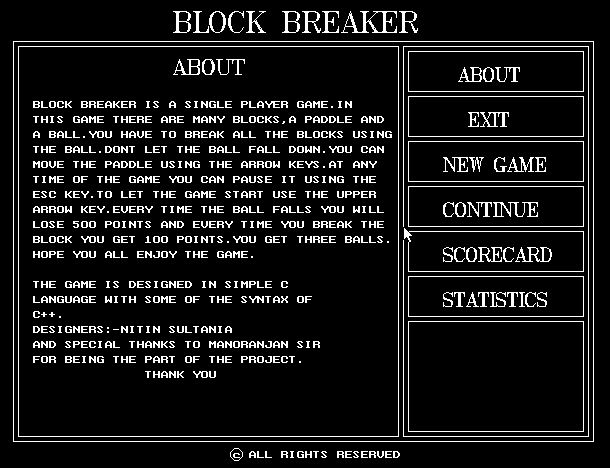 BLOCK BREAKER
ABOUT
BLOCK BREAKER IS A SINGLE PLAYER GAME.IN
THIS GAME THERE ARE MANY BLOCKS,A PADDLE AND
A BALL.YOU HAVE TO BREAK ALL THE BLOCKS USING
THE BALL.DONT LET THE BALL FALL DOWN.YOU CAN
MOVE THE PADDLE USING THE ARROW KEYS.AT ANY
TIME OF THE GAME YOU CAN PAUSE IT USING THE
ESC KEY.TO LET THE GAME START USE THE UPPER
ARROW KEY.EVERY TIME THE BALL FALLS YOU WILL
LOSE 500 POINTS AND EVERY TIME YOU BREAK THE
BLOCK YOU GET 100 POINTS.YOU GET THREE BALLS.
HOPE YOU ALL ENJOY THE GAME.
THE GAME IS DESIGNED IN SIMPLE C
LANGUAGE WITH SOME OF THE SYNTAX OF
C++.
DESIGNERS:-NITIN SULTANIA
AND SPECIAL THANKS TO MANORANJAN SIR
FOR BEING THE PART OF THE PROJECT.
THANK YOU
ABOUT
EXIT
NEW GAME
CONTINUE
SCORECARD
STATISTICS
© ALL RIGHTS RESERVED